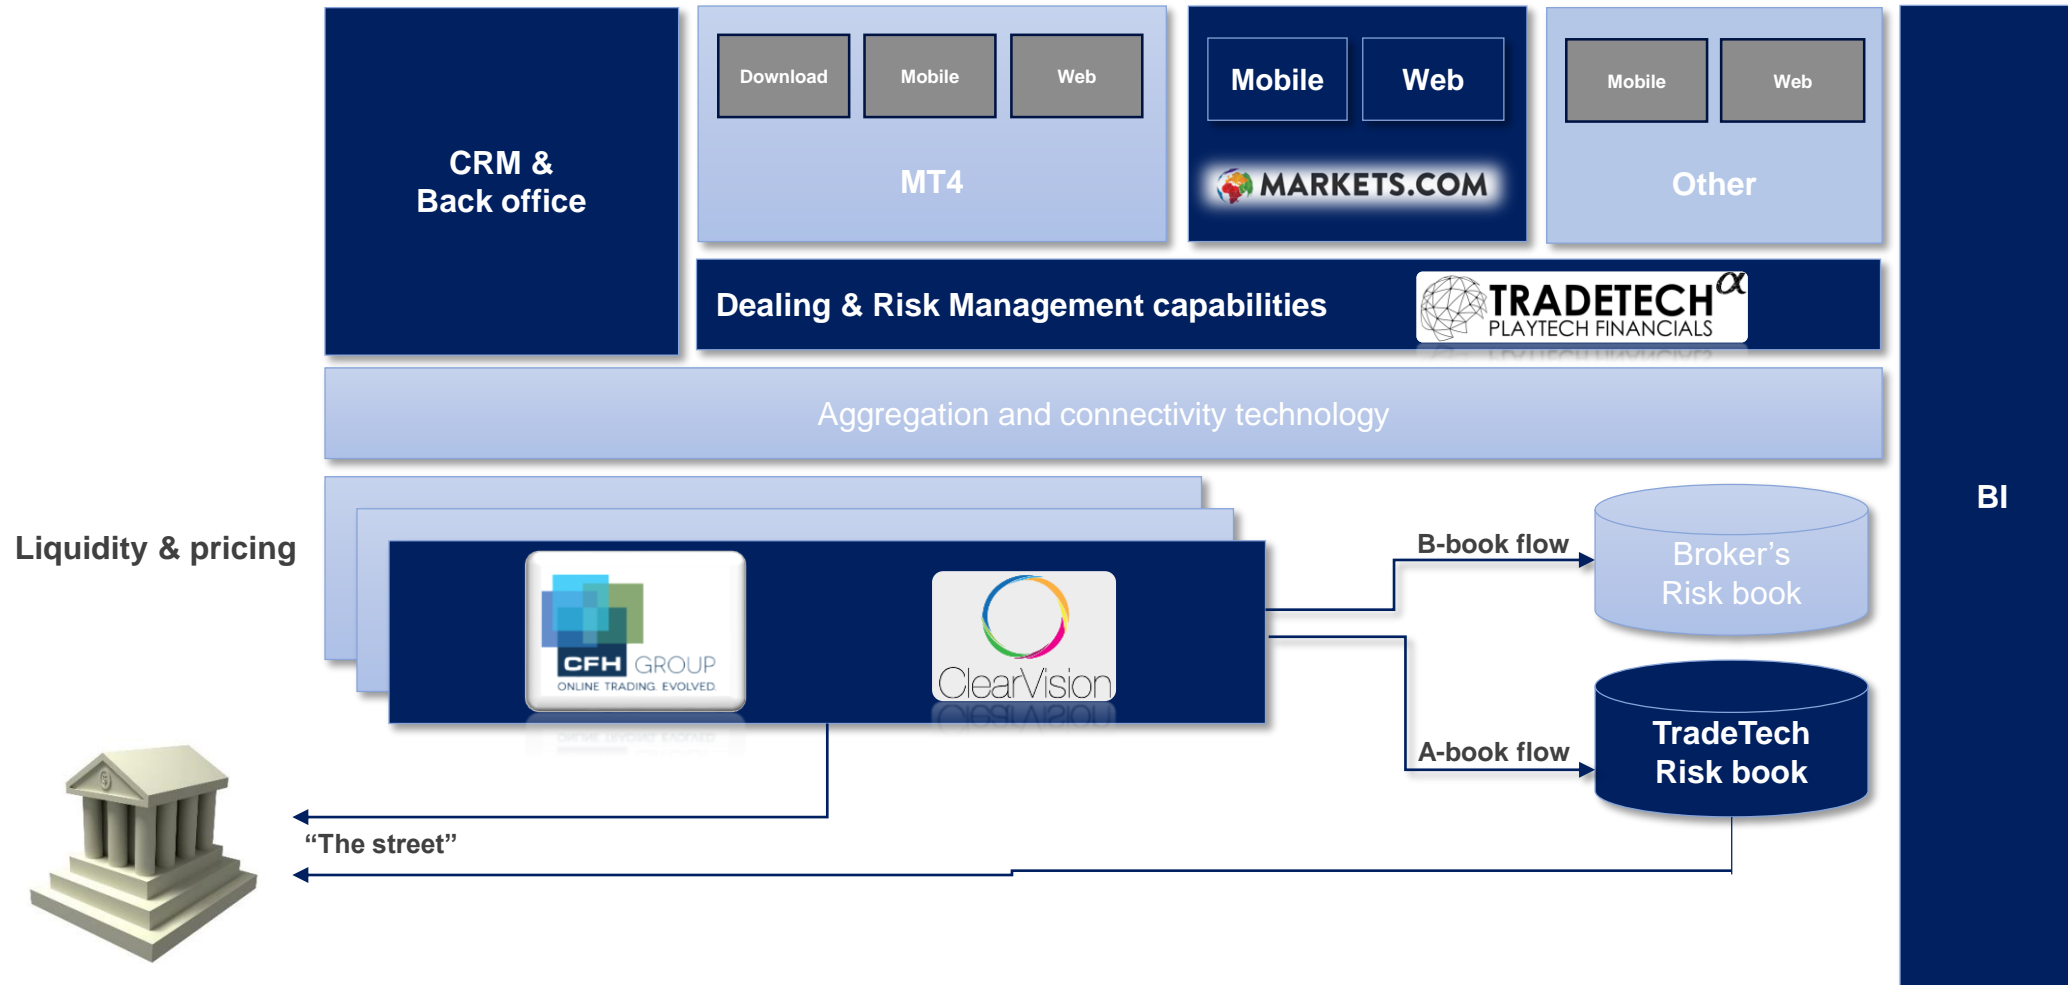 CRM &
Back office
Download
Mobile
Web
MT4
Mobile
Web
MARKETS.COM
Mobile
Web
Other
BI
Dealing & Risk Management capabilities
TRADETECH α
PLAYTECH FINANCIALS
Aggregation and connectivity technology
Liquidity & pricing
CFH GROUP
ONLINE TRADING. EVOLVED.
ClearVision
B-book flow
Broker’s
Risk book
A-book flow
TradeTech
Risk book
“The street”